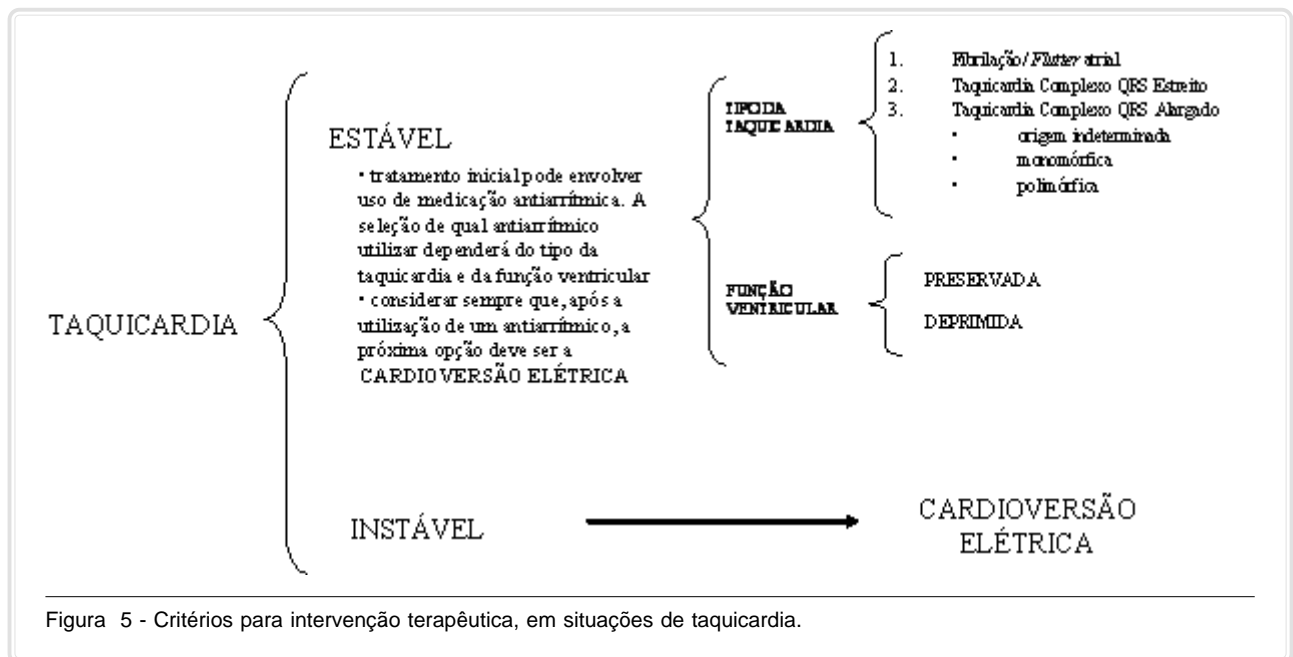 TAQUICARDIA
ESTÁVEL
• tratamento inicial pode envolver
uso de medicação antiarrítmica. A
seleção de qual antiarrítmico
utilizar dependerá do tipo da
taquicardia e da função ventricular
• considerar sempre que, após a
utilização de um antiarrítmico, a
próxima opção deve ser a
CARDIOVERSÃO ELÉTRICA
TIPO DA
TAQUICARDIA
1. Fibrilação/Flutter atrial
2. Taquicardia Complexo QRS Estreito
3. Taquicardia Complexo QRS Alargado
• origem indeterminada
• monomórfica
• polimórfica
FUNÇÃO
VENTRICULAR
PRESERVADA
DEPRIMIDA
INSTÁVEL
CARDIOVERSÃO
ELÉTRICA
Figura 5 - Critérios para intervenção terapêutica, em situações de taquicardia.